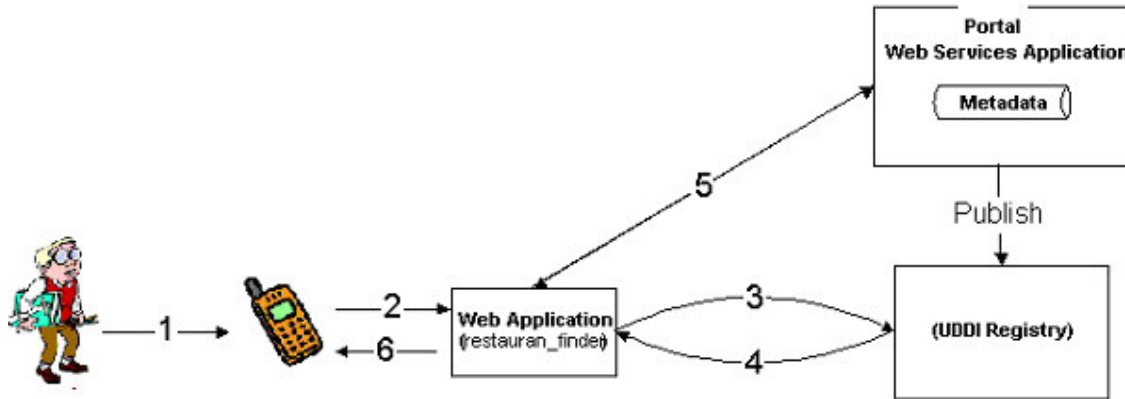 Portal
Web Services Application
Metadata
5
Publish
1
2
6
Web Application
(restauran_finder)
3
4
(UDDI Registry)